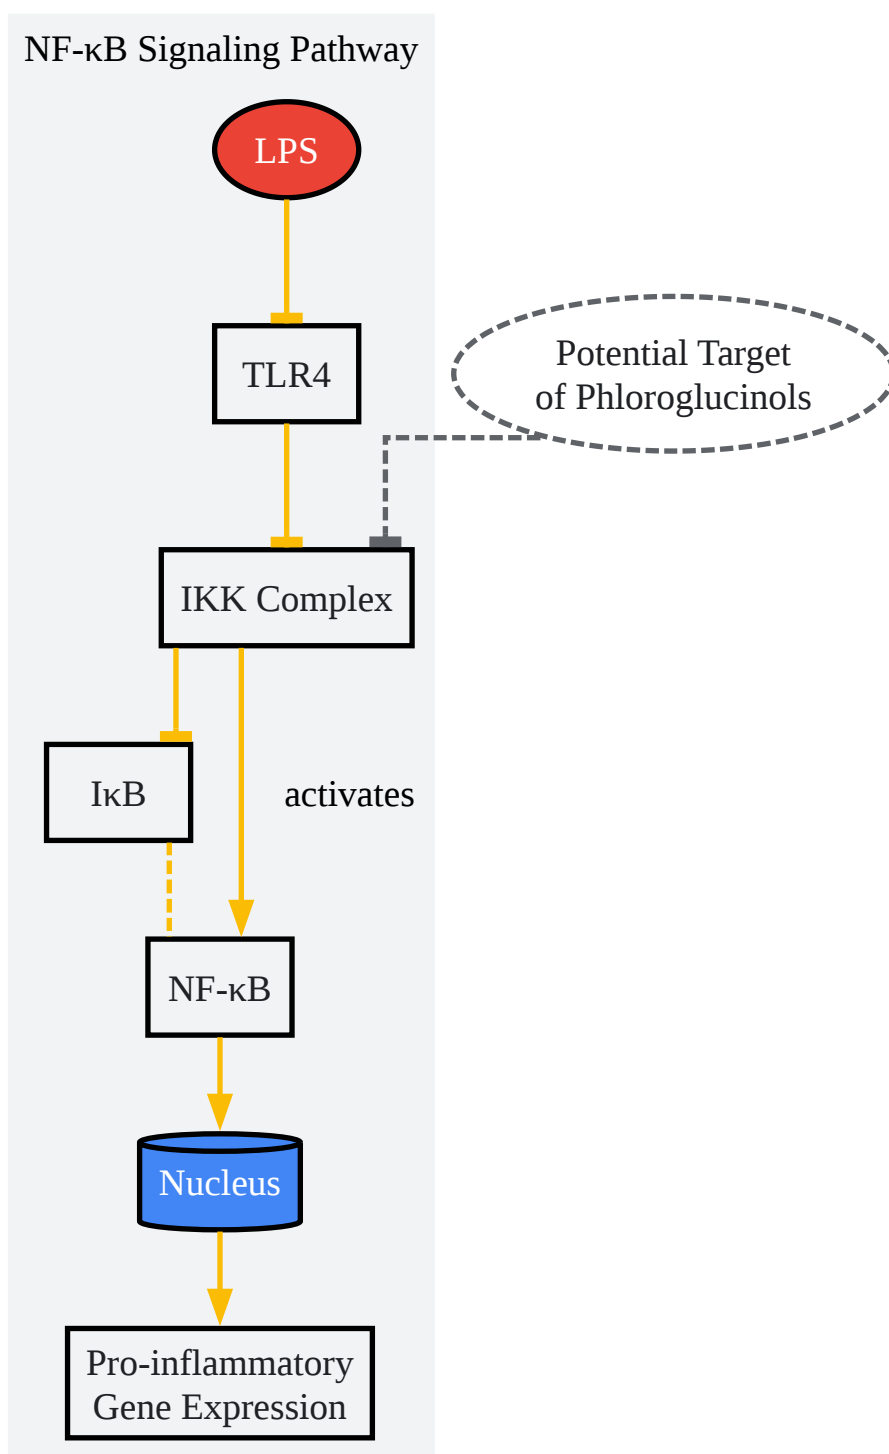 NF-κB Signaling Pathway
LPS
TLR4
Potential Target
of Phloroglucinols
IKK Complex
IκB
activates
NF-κB
Nucleus
Pro-inflammatory
Gene Expression